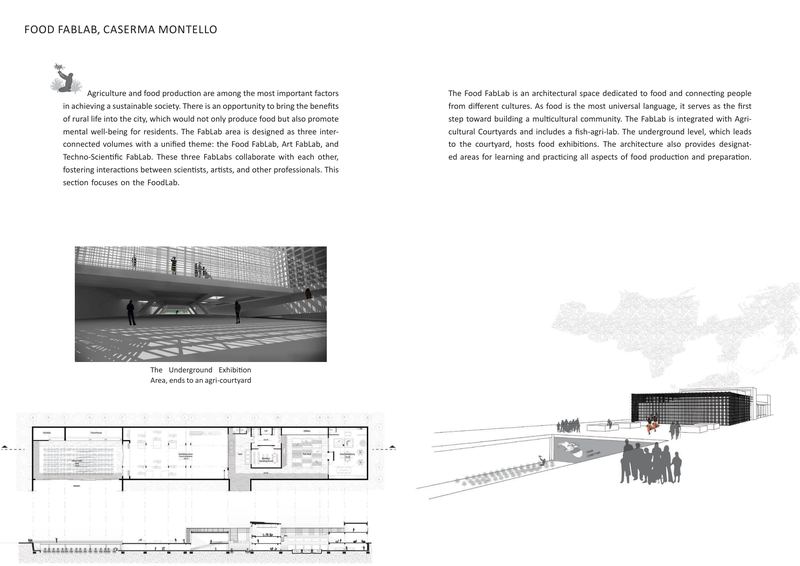 FOOD FABLAB, CASERMA MONTELLO
Agriculture and food production are among the most important factors
in achieving a sustainable society. There is an opportunity to bring the benefits
of rural life into the city, which would not only produce food but also promote
mental well-being for residents. The FabLab area is designed as three inter-
connected volumes with a unified theme: the Food FabLab, Art FabLab, and
Techno-Scientific FabLab. These three FabLabs collaborate with each other,
fostering interactions between scientists, artists, and other professionals. This
section focuses on the FoodLab.
The Food FabLab is an architectural space dedicated to food and connecting people
from different cultures. As food is the most universal language, it serves as the first
step toward building a multicultural community. The FabLab is integrated with Agri-
cultural Courtyards and includes a fish-agri-lab. The underground level, which leads
to the courtyard, hosts food exhibitions. The architecture also provides designat-
ed areas for learning and practicing all aspects of food production and preparation.
The Underground Exhibition
Area, ends to an agri-courtyard